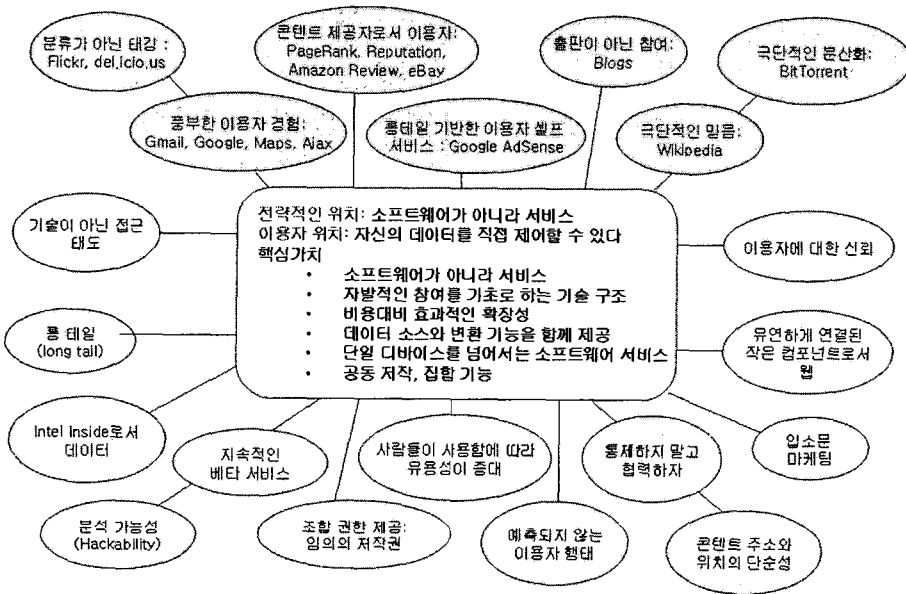 분류가 아닌 태깅 :
Flickr, del.icio.us
콘텐트 제공자로서 이용자:
PageRank, Reputation,
Amazon Review, eBay
출판이 아닌 참여:
Blogs
극단적인 분산화:
BitTorrent
풍부한 이용자 경험:
Gmail, Google, Maps, Ajax
롱테일 기반한 이용자 셀프
서비스 : Google AdSense
극단적인 믿음:
Wikipedia
전략적인 위치: 소프트웨어가 아니라 서비스
이용자 위치: 자신의 데이터를 직접 제어할 수 있다
핵심가치
• 소프트웨어가 아니라 서비스
• 자발적인 참여를 기초로 하는 기술 구조
• 비용대비 효과적인 확장성
• 데이터 소스와 변환 기능을 함께 제공
• 단일 디바이스를 넘어서는 소프트웨어 서비스
• 공동 저작, 집합 기능
기술이 아닌 접근
태도
이용자에 대한 신뢰
롱 테일
(long tail)
유연하게 연결된
작은 컴포넌트로서
웹
Intel Inside로서
데이터
지속적인
베타 서비스
사람들이 사용함에 따라
유용성이 증대
통제하지 말고
협력하자
입소문
마케팅
분석 가능성
(Hackability)
조합 권한 제공:
임의의 저작권
예측되지 않는
이용자 행태
콘텐트 주소와
위치의 단순성